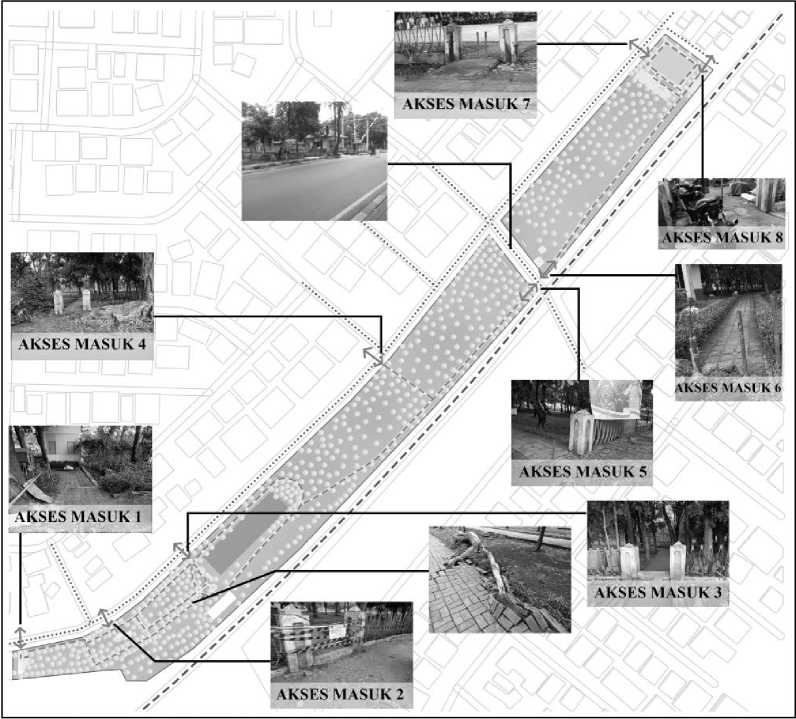 AKSES MASUK 7
AKSES MASUK 8
AKSES MASUK 4
AKSES MASUK 6
AKSES MASUK 5
AKSES MASUK 1
AKSES MASUK 3
AKSES MASUK 2